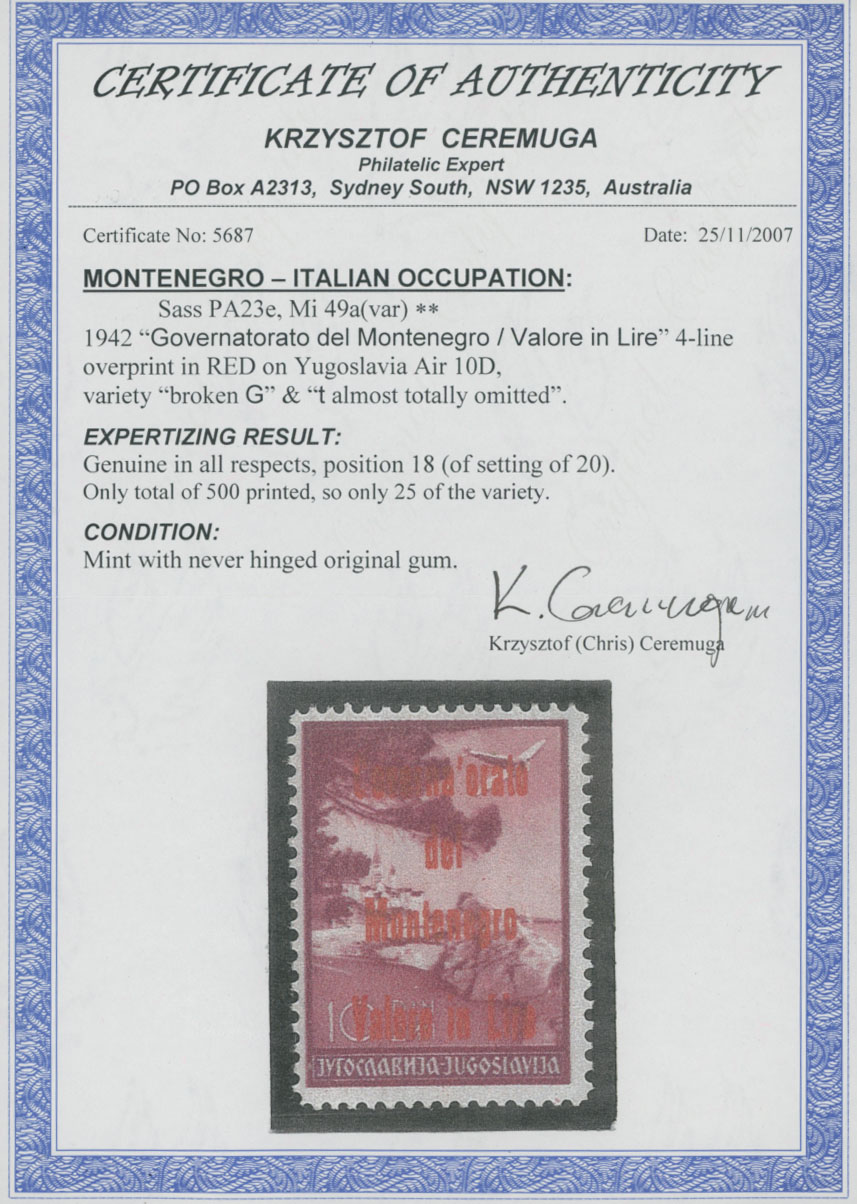 CERTIFICATE OF AUTHENTICITY
KRZYSZTOF CEREMUGA
Philatelic Expert
PO Box A2313, Sydney South, NSW 1235, Australia
Certificate No: 5687 Date: 25/11/2007
MONTENEGRO – ITALIAN OCCUPATION:
Sass PA23e, Mi 49a(var) **
1942 “Governatorato del Montenegro / Valore in Lire” 4-line
overprint in RED on Yugoslavia Air 10D,
variety “broken G” & “t almost totally omitted”.
EXPERTIZING RESULT:
Genuine in all respects, position 18 (of setting of 20).
Only total of 500 printed, so only 25 of the variety.
CONDITION:
Mint with never hinged original gum.
K. Ceremuga
Krzysztof (Chris) Ceremuga
del
Montenegro
Valore in Lire
10 DIN
ЈУГОСЛАВИЈА-JUGOSLAVIJA